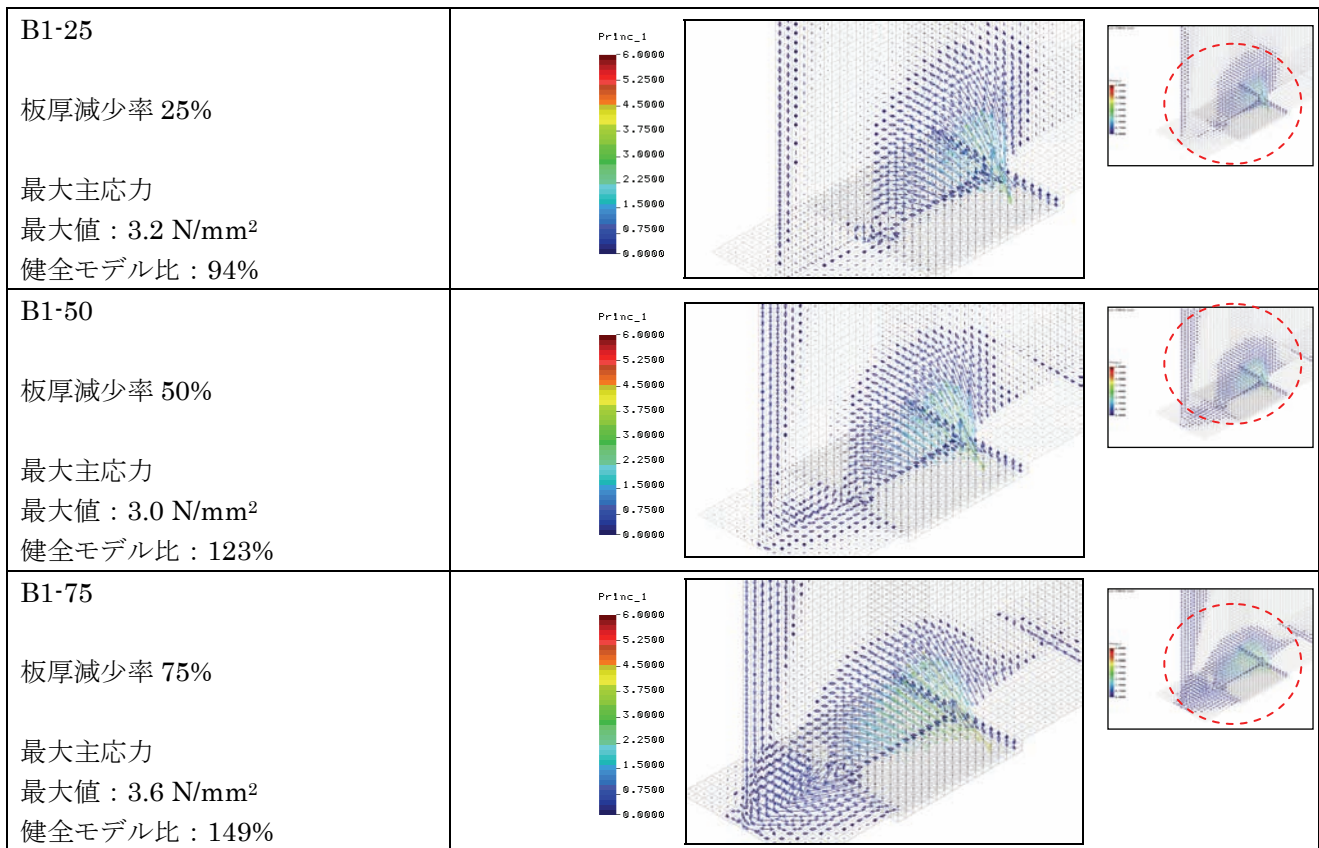 B1-25
板厚減少率 25%
最大主応力
最大値：3.2 N/mm²
健全モデル比：94%
Princ_1
6.0000
5.2500
4.5000
3.7500
3.0000
2.2500
1.5000
0.7500
0.0000
B1-50
板厚減少率 50%
最大主応力
最大値：3.0 N/mm²
健全モデル比：123%
Princ_1
6.0000
5.2500
4.5000
3.7500
3.0000
2.2500
1.5000
0.7500
0.0000
B1-75
板厚減少率 75%
最大主応力
最大値：3.6 N/mm²
健全モデル比：149%
Princ_1
6.0000
5.2500
4.5000
3.7500
3.0000
2.2500
1.5000
0.7500
0.0000